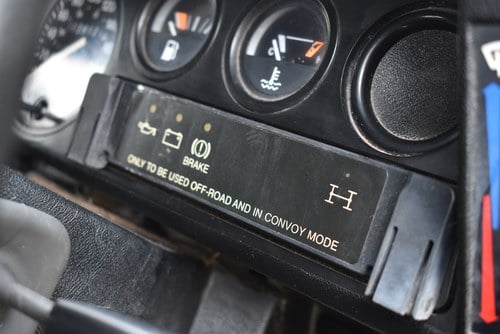 BRAKE
ONLY TO BE USED OFF-ROAD AND IN CONVOY MODE